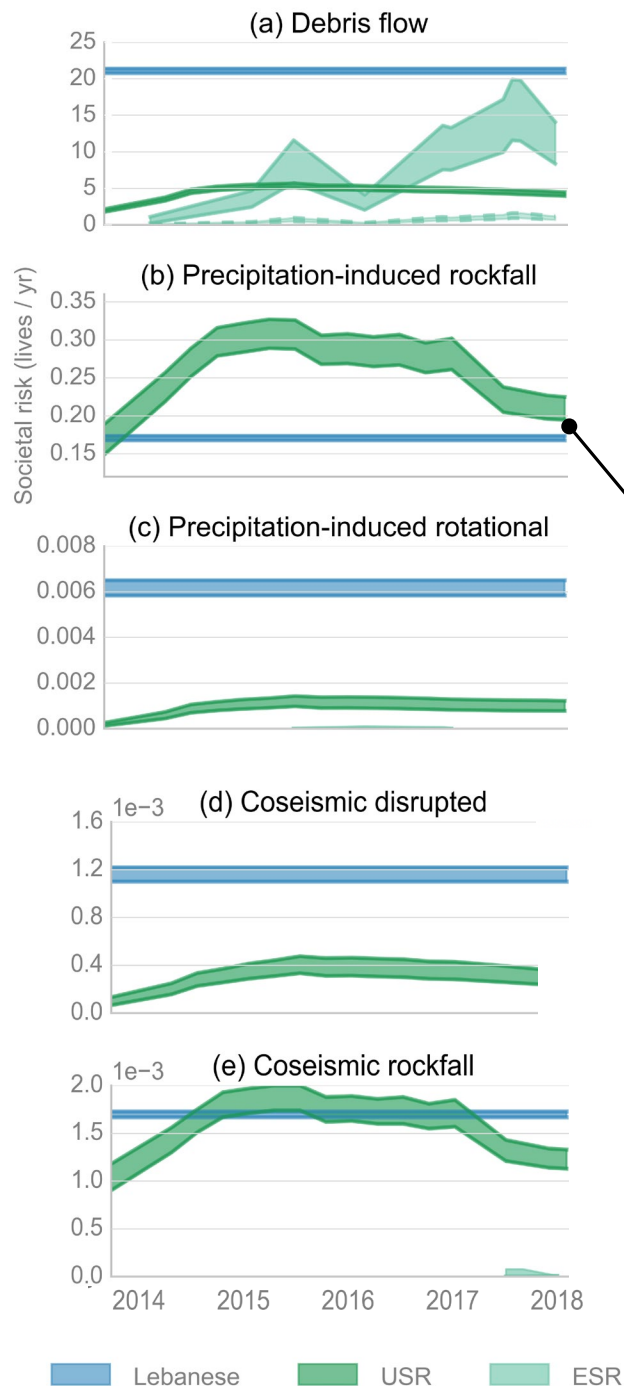 (a) Debris flow
25
20
15
10
5
0
(b) Precipitation-induced rockfall
Societal risk (lives / yr)
0.35
0.30
0.25
0.20
0.15
(c) Precipitation-induced rotational
0.008
0.006
0.004
0.002
0.000
(d) Coseismic disrupted
1e−3
1.6
1.2
0.8
0.4
0.0
(e) Coseismic rockfall
1e−3
2.0
1.5
1.0
0.5
0.0
2014 2015 2016 2017 2018
Lebanese USR ESR